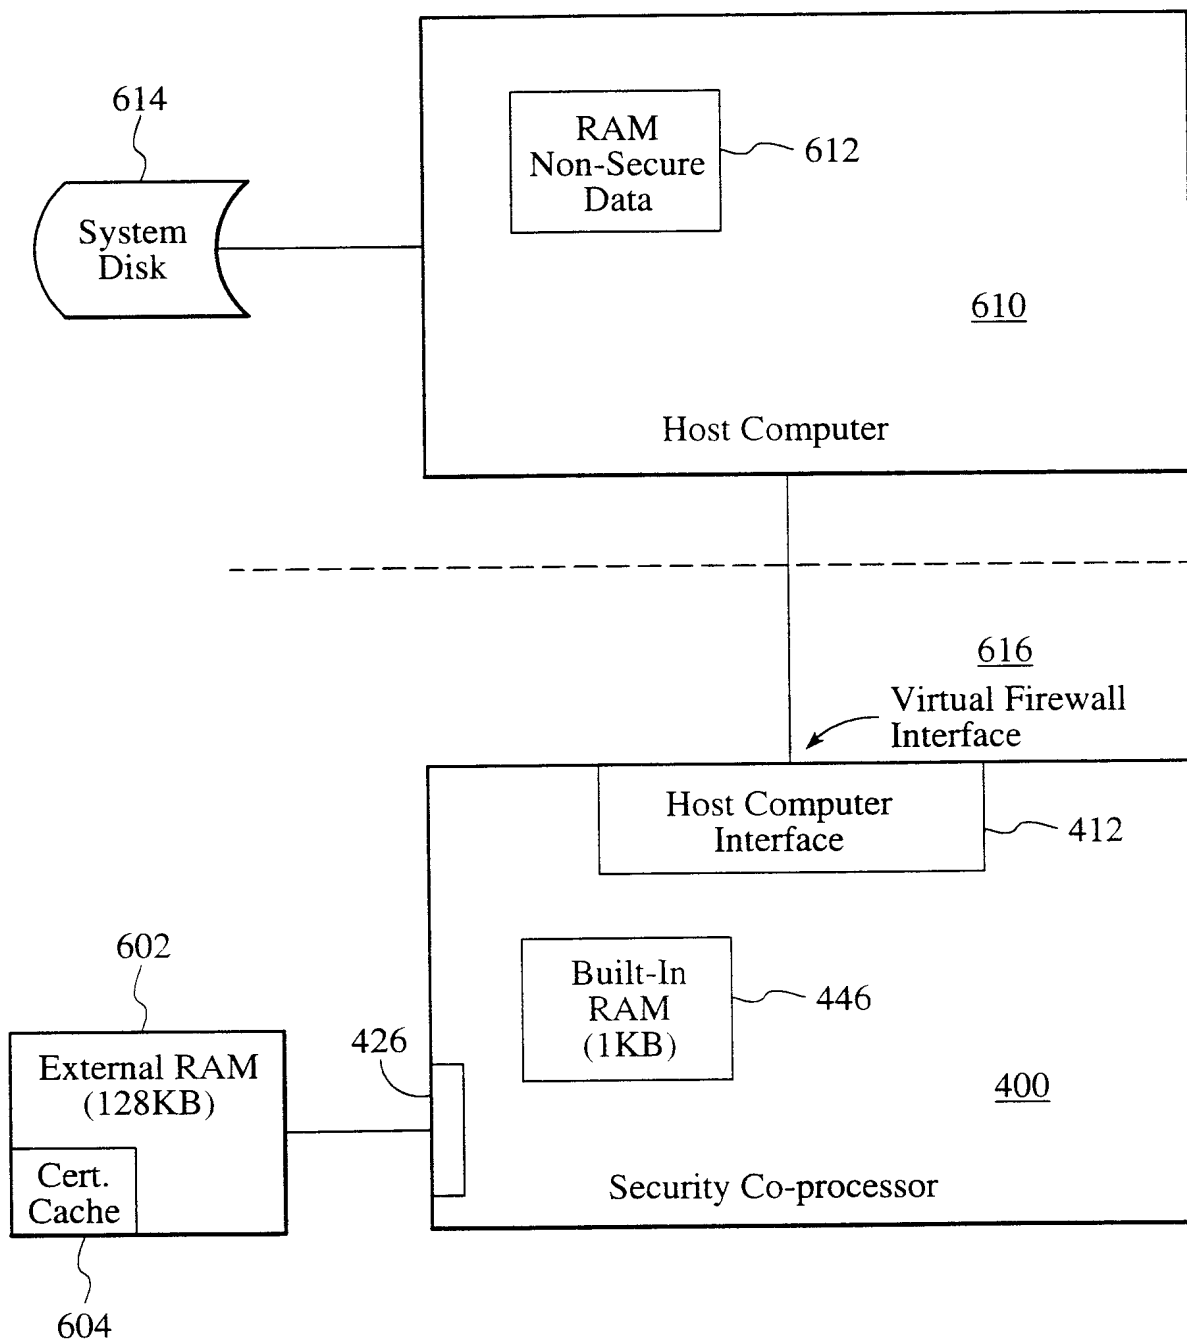 614
System
Disk
RAM
Non-Secure
Data
612
610
Host Computer
616
Virtual Firewall
Interface
Host Computer
Interface
412
602
External RAM
(128KB)
Cert.
Cache
604
426
Built-In
RAM
(1KB)
446
400
Security Co-processor